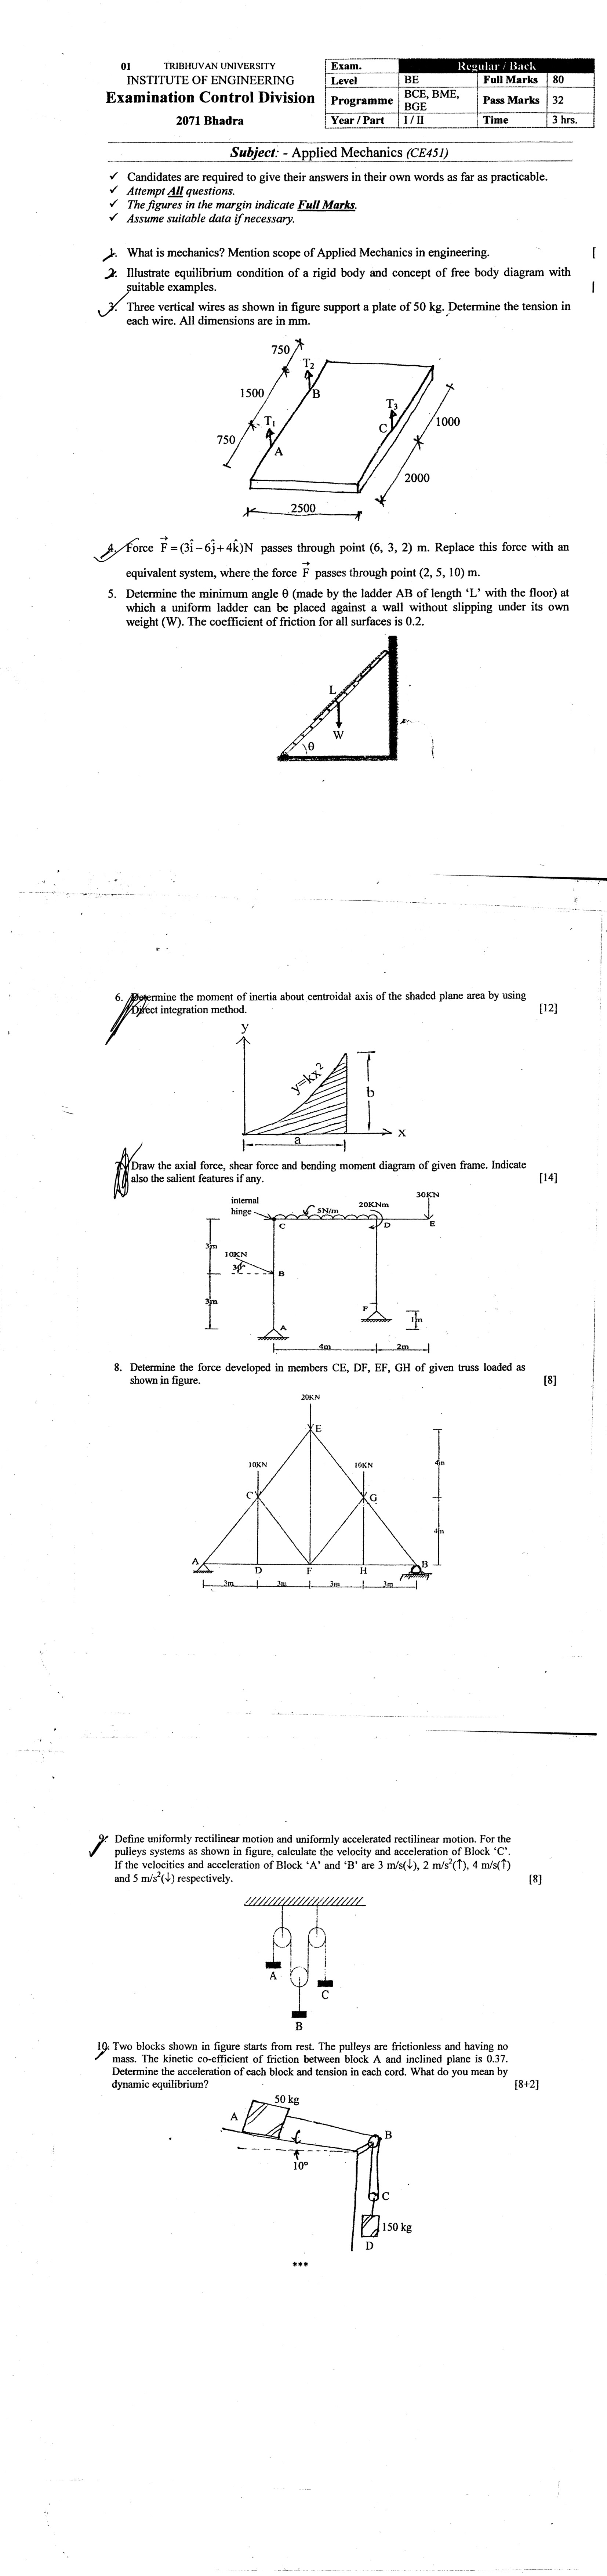 01 TRIBHUVAN UNIVERSITY
INSTITUTE OF ENGINEERING
Examination Control Division
2071 Bhadra
Exam. Regular / Back
Level BE Full Marks 80
Programme BCE, BME, BGE Pass Marks 32
Year / Part I / II Time 3 hrs.
Subject: - Applied Mechanics (CE451)
✓ Candidates are required to give their answers in their own words as far as practicable.
✓ Attempt All questions.
✓ The figures in the margin indicate Full Marks.
✓ Assume suitable data if necessary.
1. What is mechanics? Mention scope of Applied Mechanics in engineering. [
2. Illustrate equilibrium condition of a rigid body and concept of free body diagram with
suitable examples.
3. Three vertical wires as shown in figure support a plate of 50 kg. Determine the tension in
each wire. All dimensions are in mm.
750
T2
B
1500
T1
A
750
T3
C
1000
2000
2500
4. Force F = (3î − 6ĵ + 4k̂)N passes through point (6, 3, 2) m. Replace this force with an
equivalent system, where the force F passes through point (2, 5, 10) m.
5. Determine the minimum angle θ (made by the ladder AB of length ‘L’ with the floor) at
which a uniform ladder can be placed against a wall without slipping under its own
weight (W). The coefficient of friction for all surfaces is 0.2.
L
W
θ
6. Determine the moment of inertia about centroidal axis of the shaded plane area by using
Direct integration method. [12]
y
y=kx²
b
x
a
7. Draw the axial force, shear force and bending moment diagram of given frame. Indicate
also the salient features if any. [14]
internal
hinge
5N/m
20KNm
30KN
C
D
E
3m
10KN
30°
B
3m
A
F
1m
4m
2m
8. Determine the force developed in members CE, DF, EF, GH of given truss loaded as
shown in figure. [8]
20KN
E
10KN
10KN
C
G
4m
4m
A
D
F
H
B
3m
3m
3m
3m
9. Define uniformly rectilinear motion and uniformly accelerated rectilinear motion. For the
pulleys systems as shown in figure, calculate the velocity and acceleration of Block ‘C’.
If the velocities and acceleration of Block ‘A’ and ‘B’ are 3 m/s(↓), 2 m/s²(↑), 4 m/s(↑)
and 5 m/s²(↓) respectively. [8]
A
C
B
10. Two blocks shown in figure starts from rest. The pulleys are frictionless and having no
mass. The kinetic co-efficient of friction between block A and inclined plane is 0.37.
Determine the acceleration of each block and tension in each cord. What do you mean by
dynamic equilibrium? [8+2]
50 kg
A
B
10°
C
150 kg
D
***